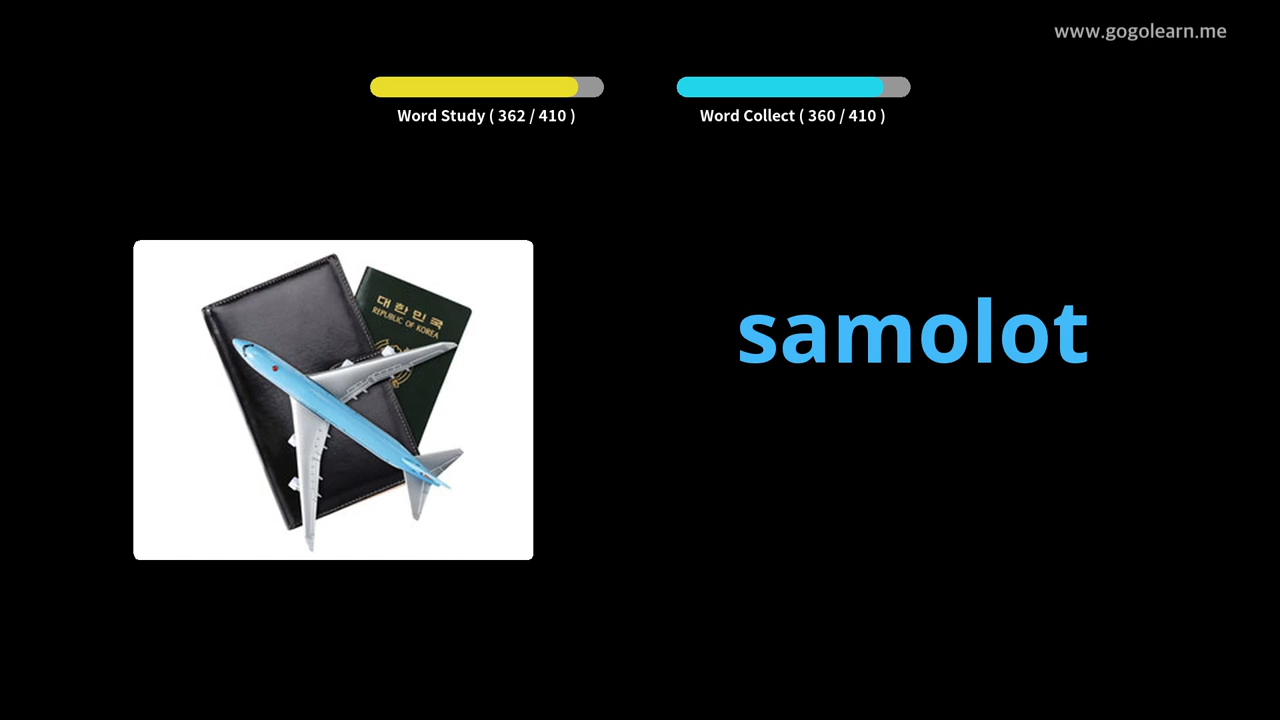 www.gogolearn.me
Word Study ( 362 / 410 )
Word Collect ( 360 / 410 )
대한민국
REPUBLIC OF KOREA
samolot